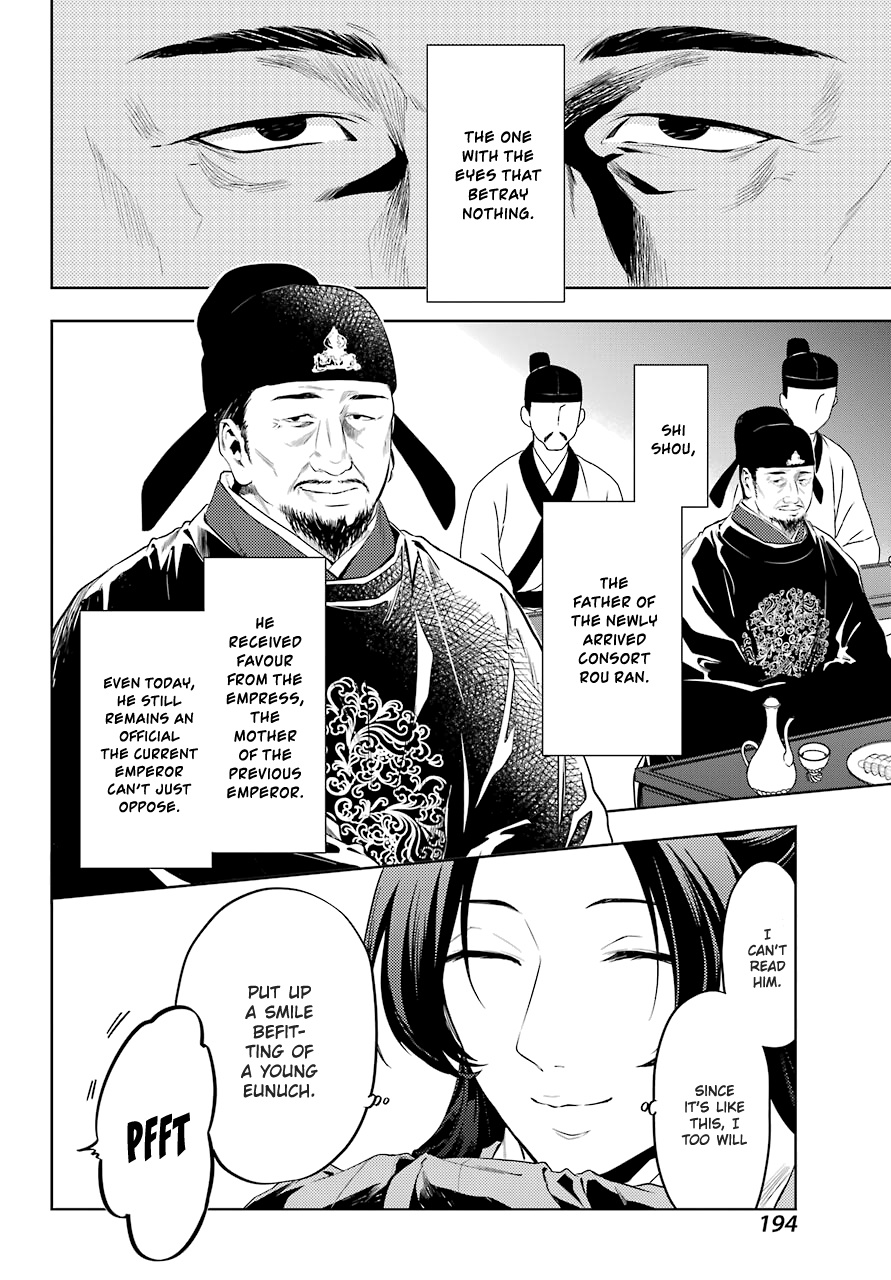 THE ONE
WITH THE
EYES THAT
BETRAY
NOTHING.
SHI
SHOU,
THE
FATHER OF
THE NEWLY
ARRIVED
CONSORT
ROU RAN.
HE
RECEIVED
FAVOUR
FROM THE
EMPRESS,
THE
MOTHER
OF THE
PREVIOUS
EMPEROR.
EVEN TODAY,
HE STILL
REMAINS AN
OFFICIAL
THE CURRENT
EMPEROR
CAN'T JUST
OPPOSE.
I
CAN'T
READ
HIM.
SINCE
IT'S LIKE
THIS, I
TOO WILL
PUT UP
A SMILE
BEFIT-
TING OF
A YOUNG
EUNUCH.
PFFT
194